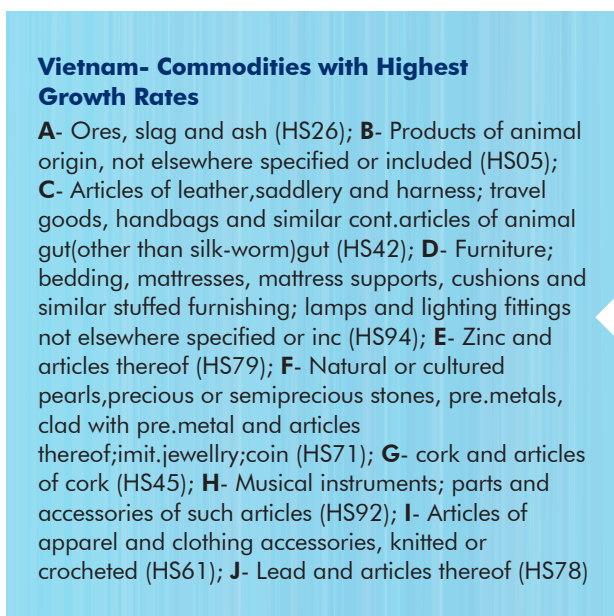 Vietnam- Commodities with Highest
Growth Rates
A- Ores, slag and ash (HS26); B- Products of animal
origin, not elsewhere specified or included (HS05);
C- Articles of leather,saddlery and harness; travel
goods, handbags and similar cont.articles of animal
gut(other than silk-worm)gut (HS42); D- Furniture;
bedding, mattresses, mattress supports, cushions and
similar stuffed furnishing; lamps and lighting fittings
not elsewhere specified or inc (HS94); E- Zinc and
articles thereof (HS79); F- Natural or cultured
pearls,precious or semiprecious stones, pre.metals,
clad with pre.metal and articles
thereof;imit.jewellry;coin (HS71); G- cork and articles
of cork (HS45); H- Musical instruments; parts and
accessories of such articles (HS92); I- Articles of
apparel and clothing accessories, knitted or
crocheted (HS61); J- Lead and articles thereof (HS78)